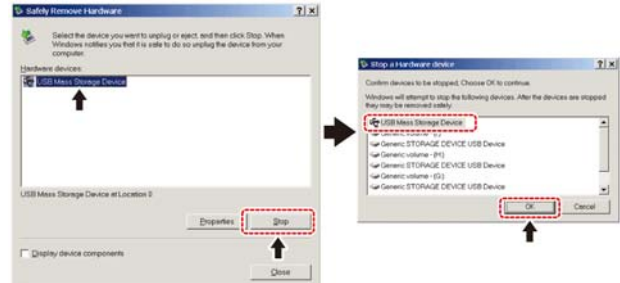 Safely Remove Hardware
Select the device you want to unplug or eject, and then click Stop. When
Windows notifies you that it is safe to do so unplug the device from your
computer.
Hardware devices:
USB Mass Storage Device
USB Mass Storage Device at Location 0
Properties
Stop
Display device components
Close
Stop a Hardware device
Confirm devices to be stopped, Choose OK to continue.
Windows will attempt to stop the following devices. After the devices are stopped
they may be removed safely.
USB Mass Storage Device
Generic volume - (I:)
Generic STORAGE DEVICE USB Device
Generic volume - (H:)
Generic STORAGE DEVICE USB Device
Generic volume - (G:)
Generic STORAGE DEVICE USB Device
OK
Cancel